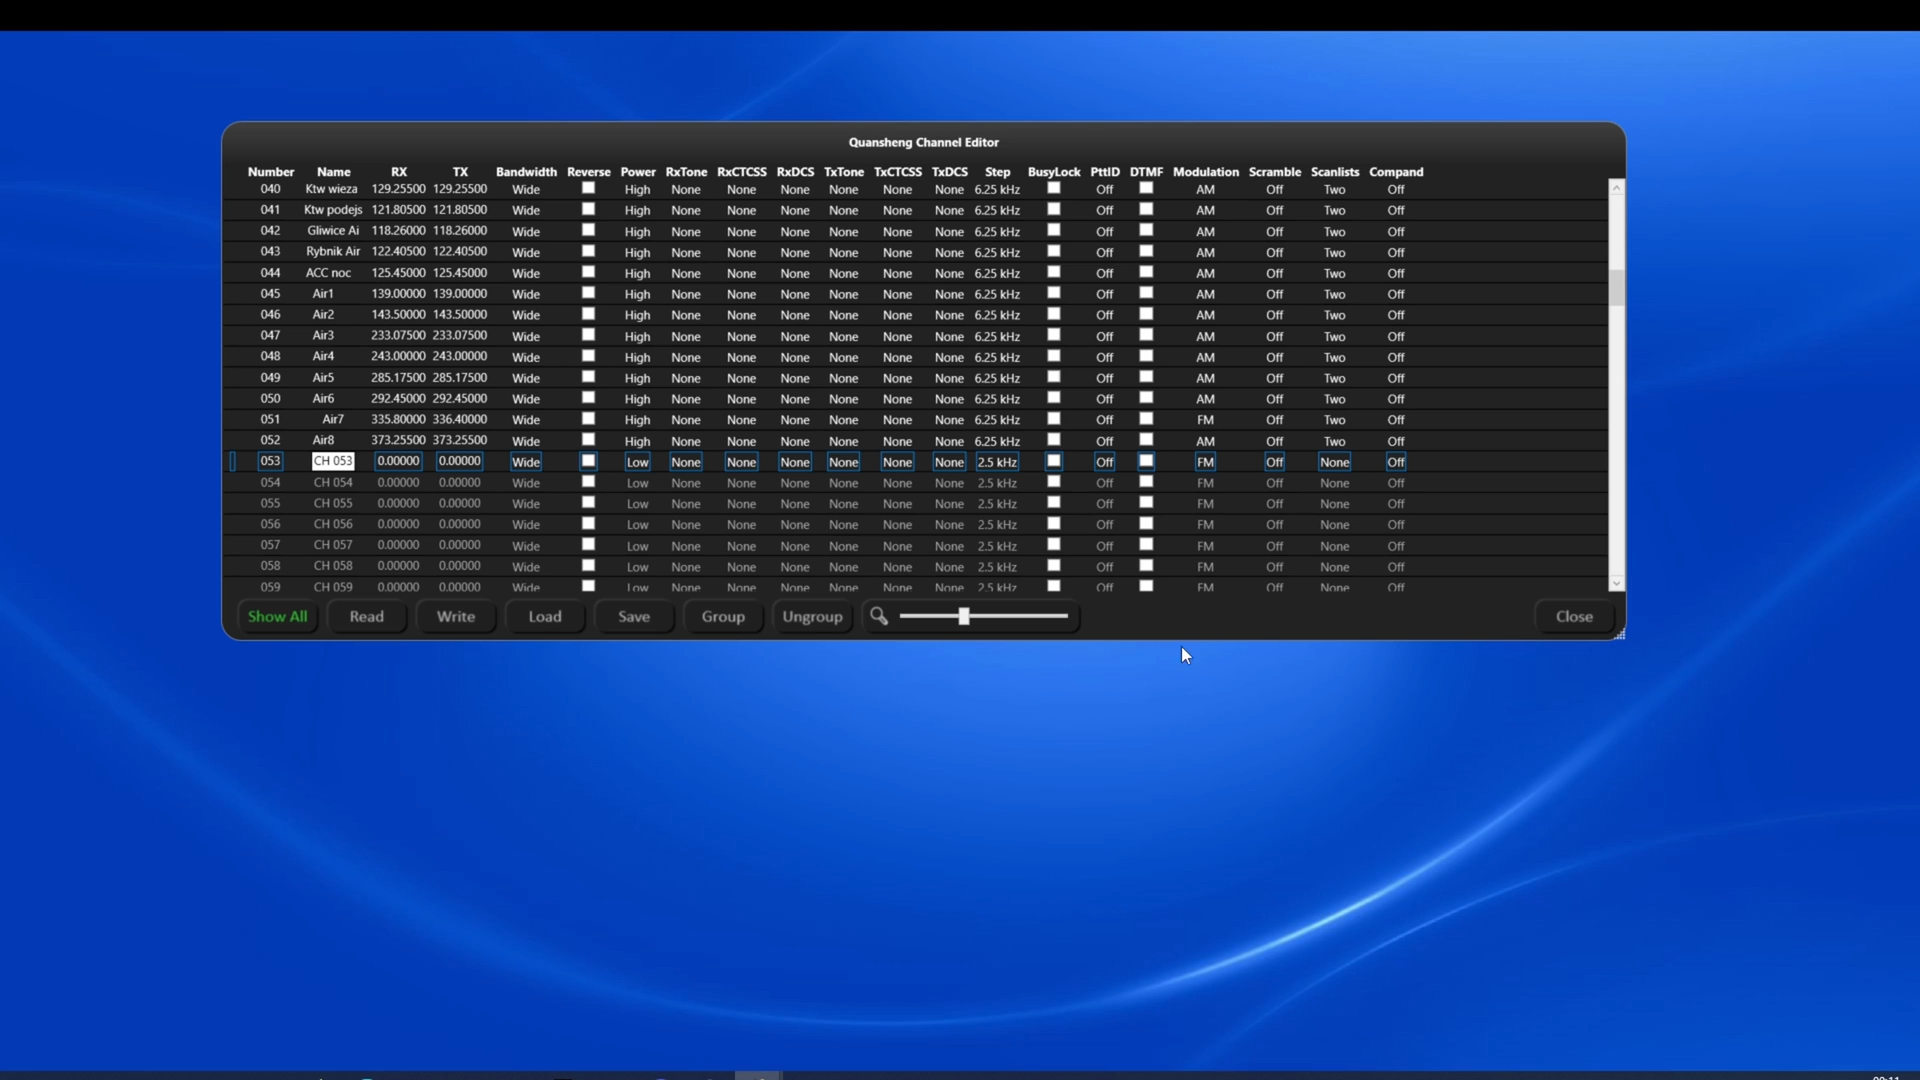 Quansheng Channel Editor
Number Name RX TX Bandwidth Reverse Power RxTone RxCTCSS RxDCS TxTone TxCTCSS TxDCS Step BusyLock PttID DTMF Modulation Scramble Scanlists Compand
040 Ktw wieza 129.25500 129.25500 Wide High None None None None None None 6.25 kHz Off AM Off Two Off
041 Ktw podejs 121.80500 121.80500 Wide High None None None None None None 6.25 kHz Off AM Off Two Off
042 Gliwice Ai 118.26000 118.26000 Wide High None None None None None None 6.25 kHz Off AM Off Two Off
043 Rybnik Air 122.40500 122.40500 Wide High None None None None None None 6.25 kHz Off AM Off Two Off
044 ACC noc 125.45000 125.45000 Wide High None None None None None None 6.25 kHz Off AM Off Two Off
045 Air1 139.00000 139.00000 Wide High None None None None None None 6.25 kHz Off AM Off Two Off
046 Air2 143.50000 143.50000 Wide High None None None None None None 6.25 kHz Off AM Off Two Off
047 Air3 233.07500 233.07500 Wide High None None None None None None 6.25 kHz Off AM Off Two Off
048 Air4 243.00000 243.00000 Wide High None None None None None None 6.25 kHz Off AM Off Two Off
049 Air5 285.17500 285.17500 Wide High None None None None None None 6.25 kHz Off AM Off Two Off
050 Air6 292.45000 292.45000 Wide High None None None None None None 6.25 kHz Off AM Off Two Off
051 Air7 335.80000 336.40000 Wide High None None None None None None 6.25 kHz Off FM Off Two Off
052 Air8 373.25500 373.25500 Wide High None None None None None None 6.25 kHz Off AM Off Two Off
053 CH 053 0.00000 0.00000 Wide Low None None None None None None 2.5 kHz Off FM Off None Off
054 CH 054 0.00000 0.00000 Wide Low None None None None None None 2.5 kHz Off FM Off None Off
055 CH 055 0.00000 0.00000 Wide Low None None None None None None 2.5 kHz Off FM Off None Off
056 CH 056 0.00000 0.00000 Wide Low None None None None None None 2.5 kHz Off FM Off None Off
057 CH 057 0.00000 0.00000 Wide Low None None None None None None 2.5 kHz Off FM Off None Off
058 CH 058 0.00000 0.00000 Wide Low None None None None None None 2.5 kHz Off FM Off None Off
059 CH 059 0.00000 0.00000 Wide Low None None None None None None 2.5 kHz Off FM Off None Off
Show All Read Write Load Save Group Ungroup Close